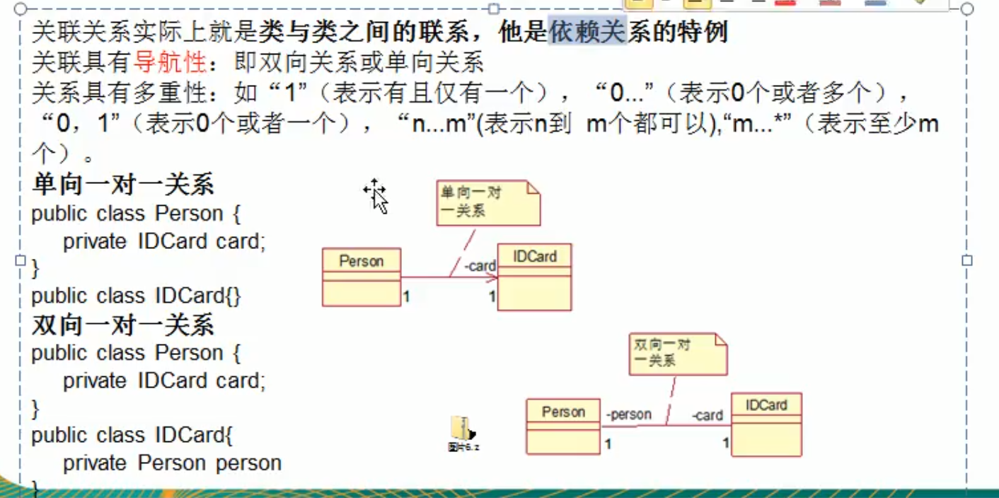 关联关系实际上就是类与类之间的联系，他是依赖关系的特例
关联具有导航性：即双向关系或单向关系
关系具有多重性：如“1”（表示有且仅有一个），“0...”（表示0个或者多个），
“0，1”（表示0个或者一个），“n...m”(表示n到 m个都可以),“m...*”（表示至少m
个）。
单向一对一关系
public class Person {
private IDCard card;
}
public class IDCard{}
双向一对一关系
public class Person {
private IDCard card;
}
public class IDCard{
private Person person
}
单向一对
一关系
Person
-card
IDCard
1
1
双向一对
一关系
Person
-person
-card
IDCard
1
1
图片6.z